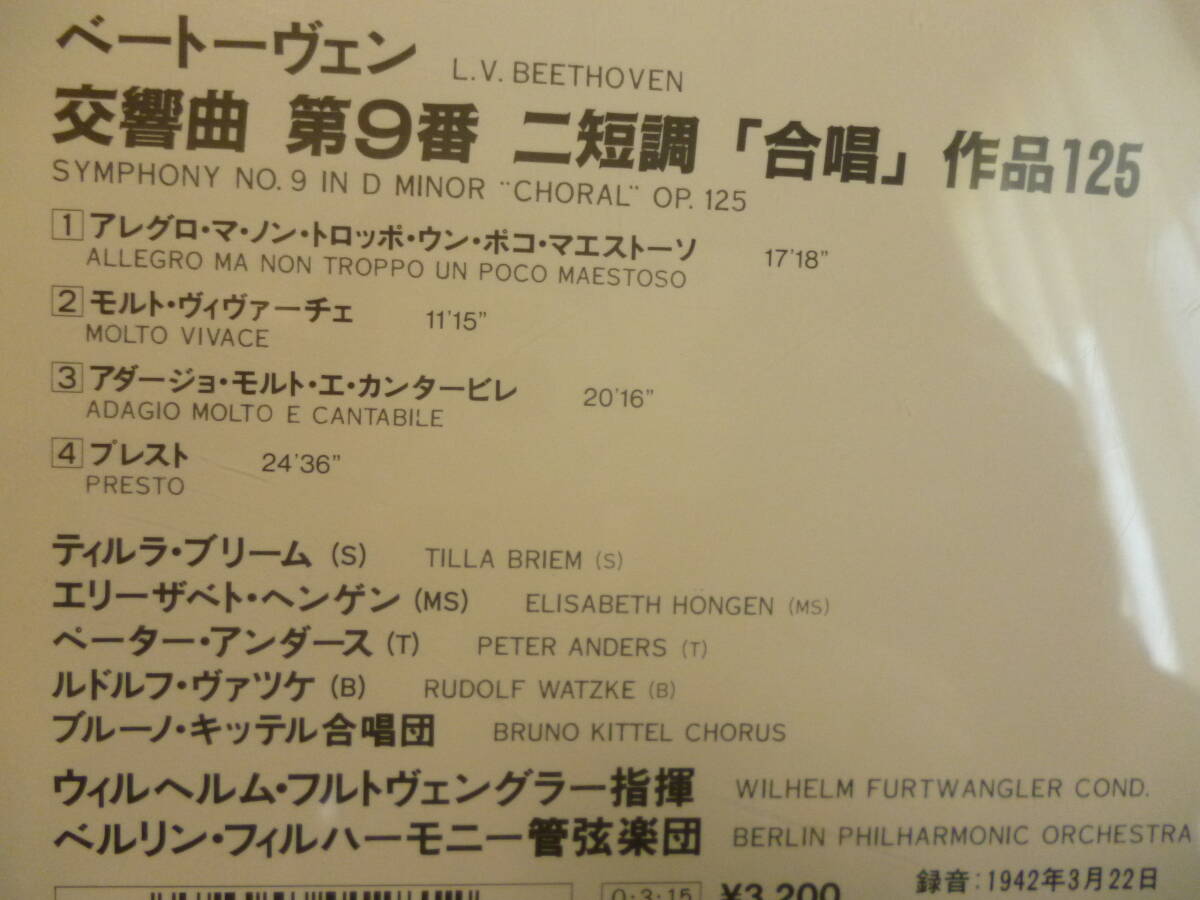 ベートーヴェン L.V. BEETHOVEN
交響曲 第9番 ニ短調「合唱」作品125
SYMPHONY NO. 9 IN D MINOR "CHORAL" OP. 125
1 アレグロ・マ・ノン・トロッポ・ウン・ポコ・マエストーソ 17'18"
ALLEGRO MA NON TROPPO UN POCO MAESTOSO
2 モルト・ヴィヴァーチェ 11'15"
MOLTO VIVACE
3 アダージョ・モルト・エ・カンタービレ 20'16"
ADAGIO MOLTO E CANTABILE
4 プレスト 24'36"
PRESTO
ティルラ・ブリーム (S) TILLA BRIEM (S)
エリーザベト・ヘンゲン (MS) ELISABETH HÖNGEN (MS)
ペーター・アンダース (T) PETER ANDERS (T)
ルドルフ・ヴァツケ (B) RUDOLF WATZKE (B)
ブルーノ・キッテル合唱団 BRUNO KITTEL CHORUS
ウィルヘルム・フルトヴェングラー指揮 WILHELM FURTWANGLER COND.
ベルリン・フィルハーモニー管弦楽団 BERLIN PHILHARMONIC ORCHESTRA
0・3・15 ¥3,200 録音:1942年3月22日